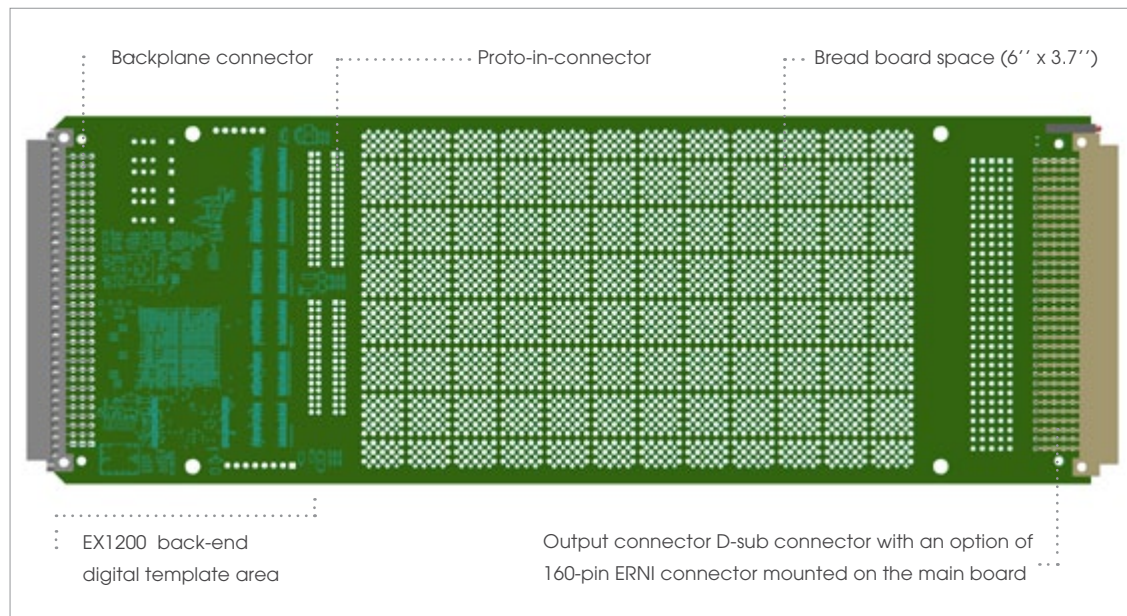 Backplane connector
Proto-in-connector
Bread board space (6’’ x 3.7’’)
EX1200 back-end
digital template area
Output connector D-sub connector with an option of
160-pin ERNI connector mounted on the main board